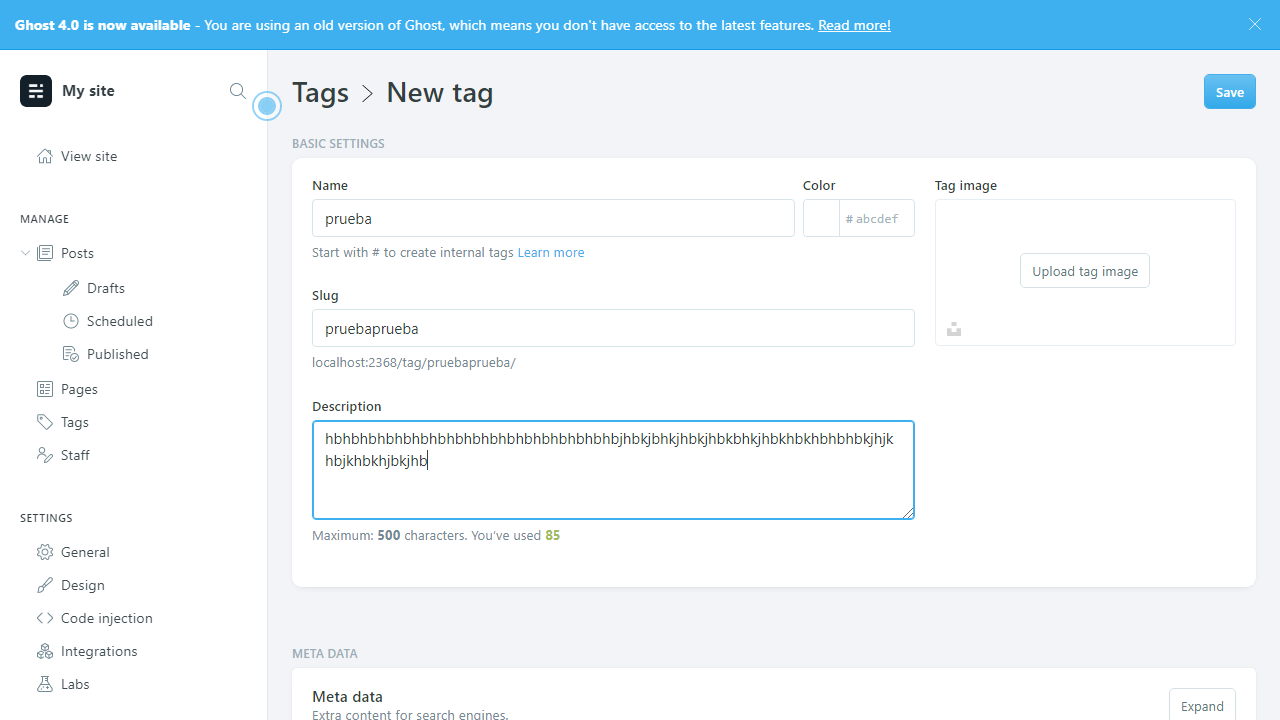 Ghost 4.0 is now available - You are using an old version of Ghost, which means you don't have access to the latest features. Read more!
My site
View site
MANAGE
Posts
Drafts
Scheduled
Published
Pages
Tags
Staff
SETTINGS
General
Design
Code injection
Integrations
Labs
Tags > New tag
Save
BASIC SETTINGS
Name
prueba
Start with # to create internal tags Learn more
Color
# abcdef
Tag image
Upload tag image
Slug
pruebaprueba
localhost:2368/tag/pruebaprueba/
Description
hbhbhbhbhbhbhbhbhbhbhbhbhbhbhbhbhbjhbkjbhkjhbkjhbkbhkjhbkhbkhbhbhbkjhjk
hbjkhbkhjbkjhb
Maximum: 500 characters. You've used 85
META DATA
Meta data
Extra content for search engines.
Expand